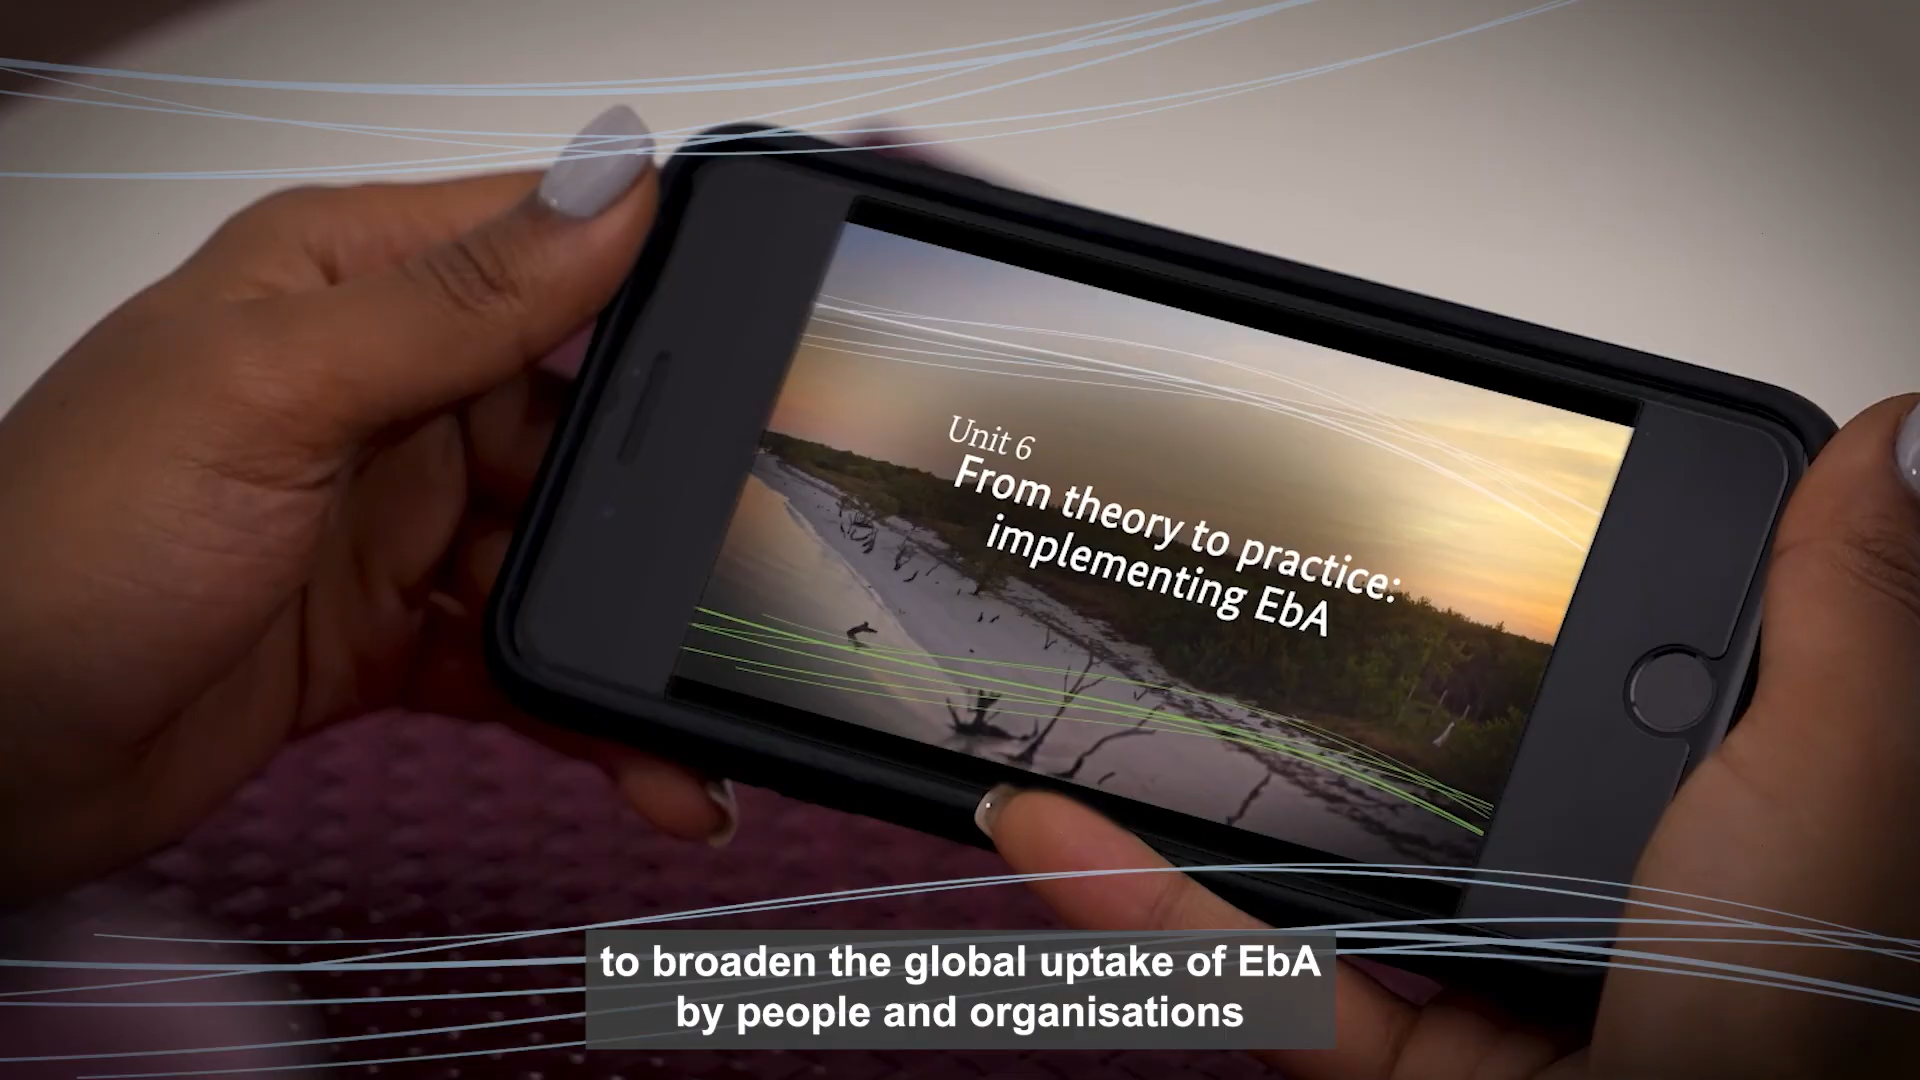 Unit 6
From theory to practice:
implementing EbA
to broaden the global uptake of EbA
by people and organisations